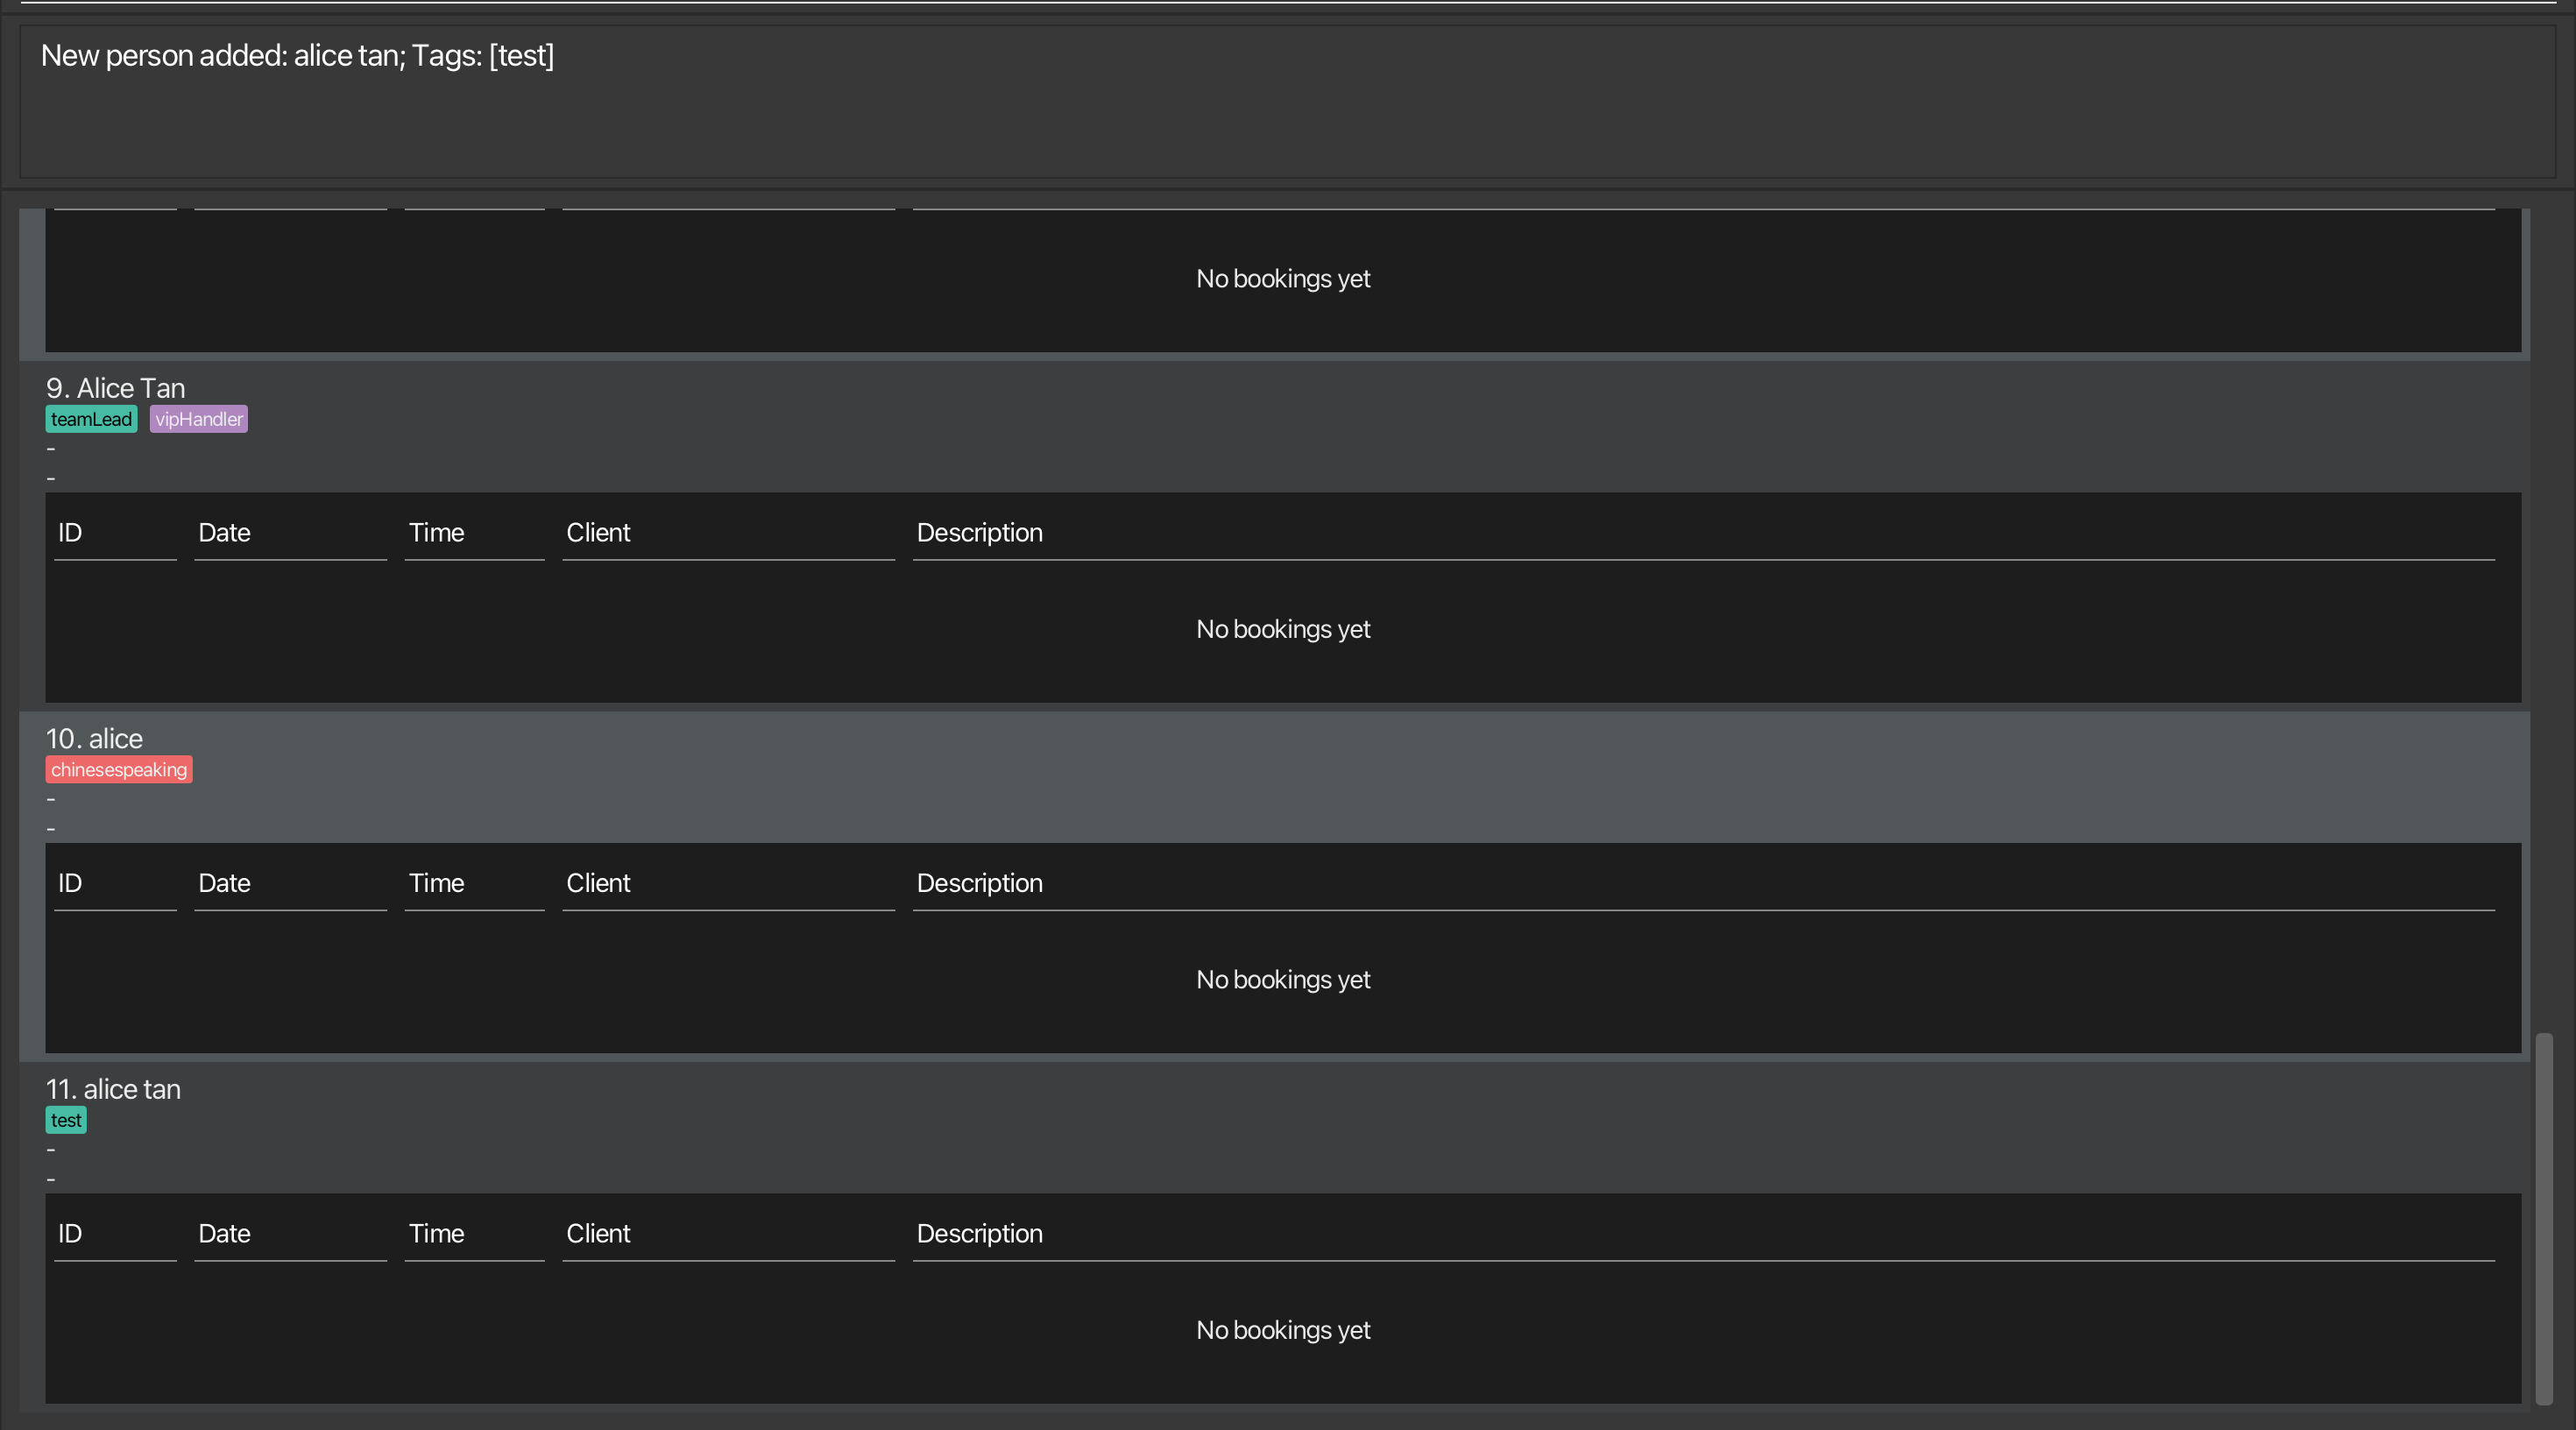 New person added: alice tan; Tags: [test]
No bookings yet
9. Alice Tan
teamLead vipHandler
-
-
ID Date Time Client Description
No bookings yet
10. alice
chinesespeaking
-
-
ID Date Time Client Description
No bookings yet
11. alice tan
test
-
-
ID Date Time Client Description
No bookings yet